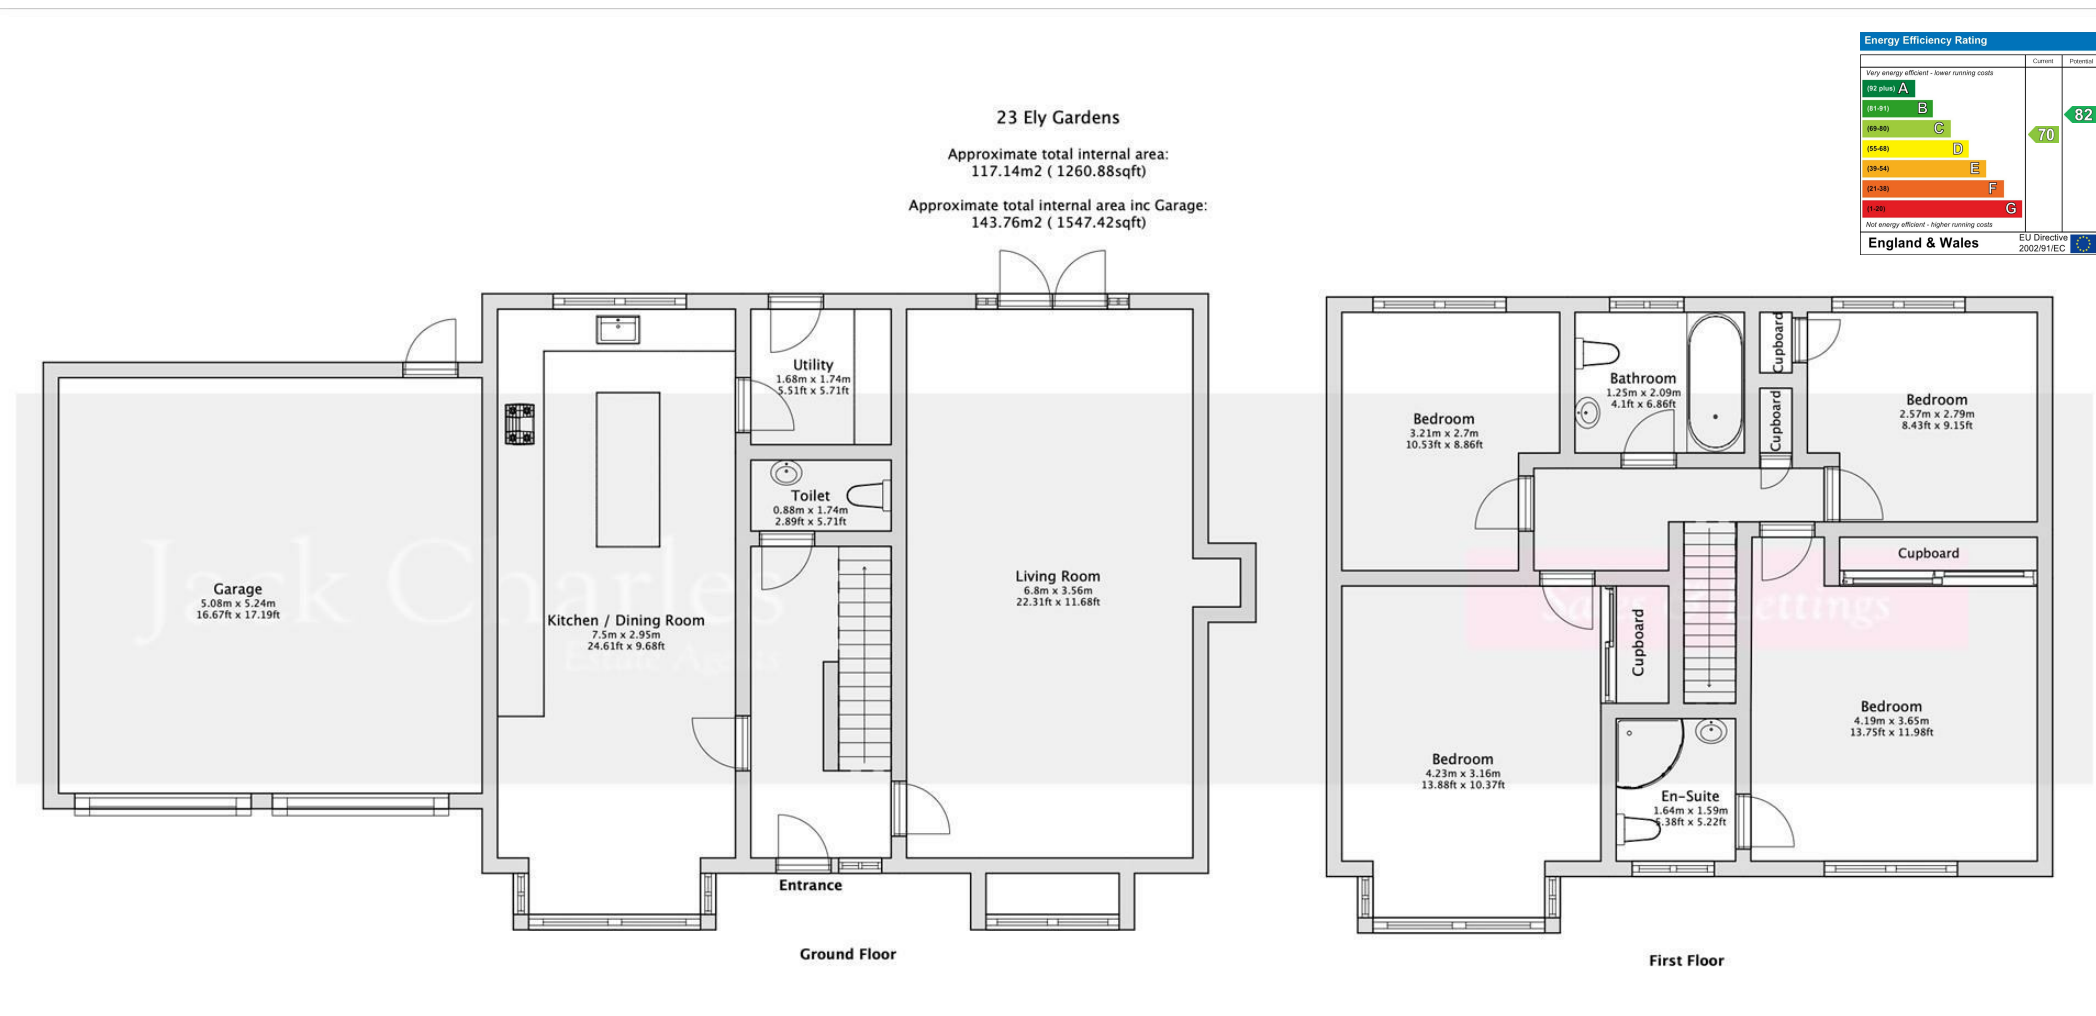 Energy Efficiency Rating
Current Potential
Very energy efficient - lower running costs
(92 plus) A
(81-91) B
(69-80) C
(55-68) D
(39-54) E
(21-38) F
(1-20) G
70
82
Not energy efficient - higher running costs
England & Wales
EU Directive
2002/91/EC
23 Ely Gardens
Approximate total internal area:
117.14m2 ( 1260.88sqft)
Approximate total internal area inc Garage:
143.76m2 ( 1547.42sqft)
Garage
5.08m x 5.24m
16.67ft x 17.19ft
Kitchen / Dining Room
7.5m x 2.95m
24.61ft x 9.68ft
Utility
1.68m x 1.74m
5.51ft x 5.71ft
Toilet
0.88m x 1.74m
2.89ft x 5.71ft
Living Room
6.8m x 3.56m
22.31ft x 11.68ft
Entrance
Ground Floor
Bedroom
3.21m x 2.7m
10.53ft x 8.86ft
Bathroom
1.25m x 2.09m
4.1ft x 6.86ft
Cupboard
Cupboard
Bedroom
2.57m x 2.79m
8.43ft x 9.15ft
Cupboard
Cupboard
Bedroom
4.23m x 3.16m
13.88ft x 10.37ft
En-Suite
1.64m x 1.59m
5.38ft x 5.22ft
Bedroom
4.19m x 3.65m
13.75ft x 11.98ft
First Floor
Jack Charles
Estate Agents
Sales & Lettings